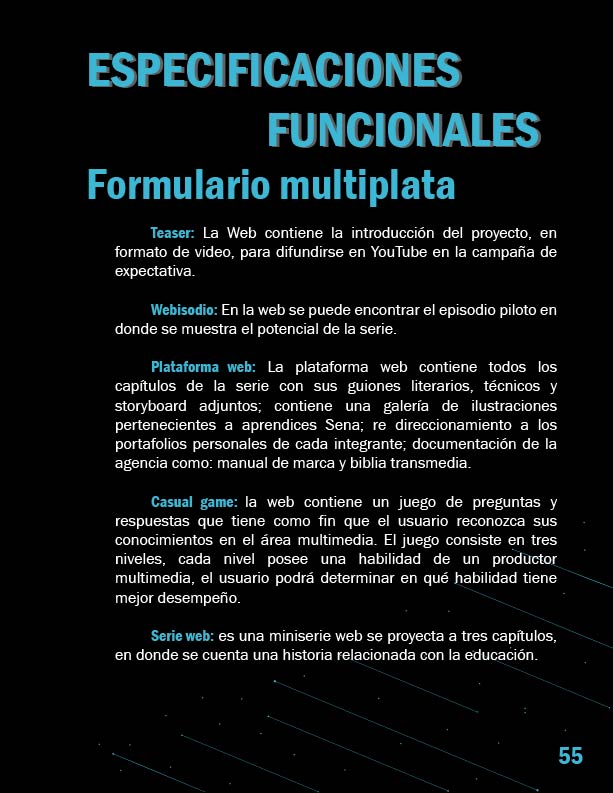 ESPECIFICACIONES
FUNCIONALES
Formulario multiplata
Teaser: La Web contiene la introducción del proyecto, en
formato de video, para difundirse en YouTube en la campaña de
expectativa.
Webisodio: En la web se puede encontrar el episodio piloto en
donde se muestra el potencial de la serie.
Plataforma web: La plataforma web contiene todos los
capítulos de la serie con sus guiones literarios, técnicos y
storyboard adjuntos; contiene una galería de ilustraciones
pertenecientes a aprendices Sena; re direccionamiento a los
portafolios personales de cada integrante; documentación de la
agencia como: manual de marca y biblia transmedia.
Casual game: la web contiene un juego de preguntas y
respuestas que tiene como fin que el usuario reconozca sus
conocimientos en el área multimedia. El juego consiste en tres
niveles, cada nivel posee una habilidad de un productor
multimedia, el usuario podrá determinar en qué habilidad tiene
mejor desempeño.
Serie web: es una miniserie web se proyecta a tres capítulos,
en donde se cuenta una historia relacionada con la educación.
55